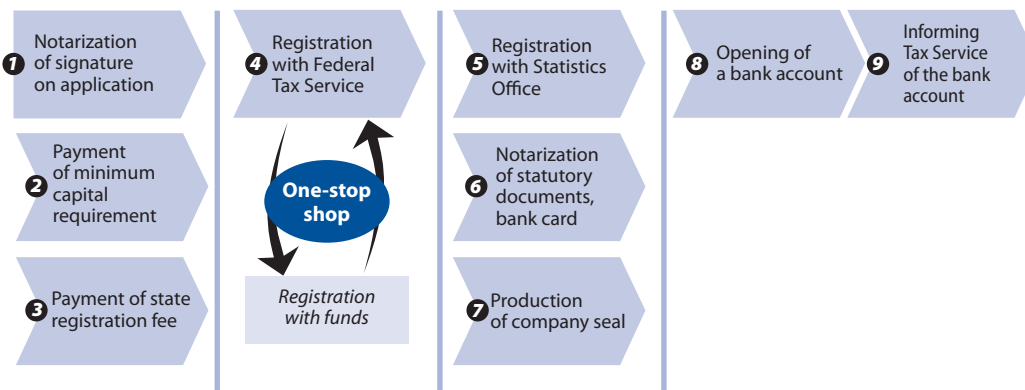 1
Notarization
of signature
on application
2
Payment
of minimum
capital
requirement
3
Payment of state
registration fee
4
Registration
with Federal
Tax Service
One-stop
shop
Registration
with funds
5
Registration
with Statistics
Office
6
Notarization
of statutory
documents,
bank card
7
Production
of company seal
8
Opening of
a bank account
9
Informing
Tax Service
of the bank
account